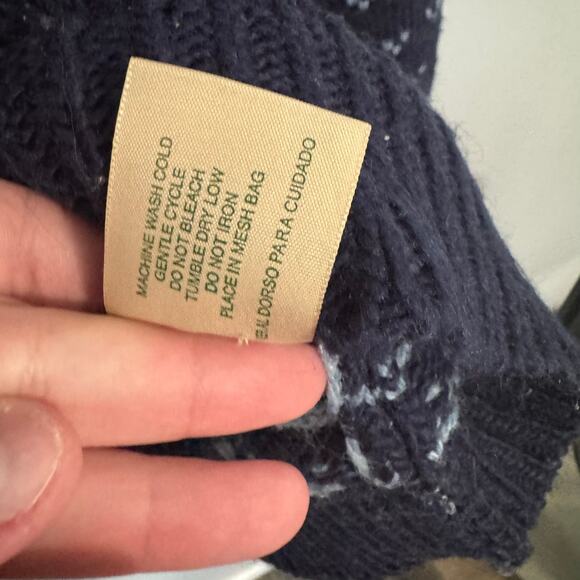 MACHINE WASH COLD
GENTLE CYCLE
DO NOT BLEACH
TUMBLE DRY LOW
DO NOT IRON
PLACE IN MESH BAG
AL DORSO PARA CUIDADO